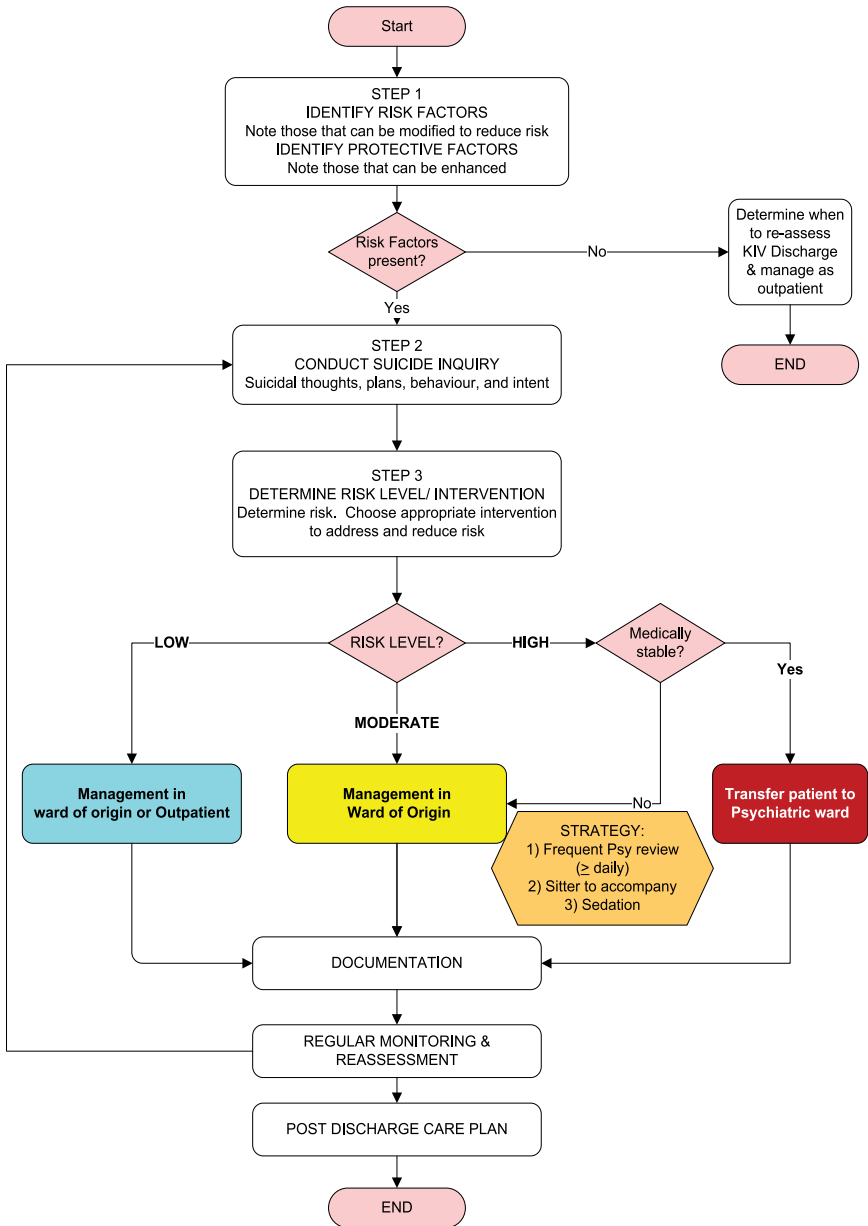 Start
STEP 1
IDENTIFY RISK FACTORS
Note those that can be modified to reduce risk
IDENTIFY PROTECTIVE FACTORS
Note those that can be enhanced
Risk Factors
present?
No
Determine when
to re-assess
KIV Discharge
& manage as
outpatient
END
Yes
STEP 2
CONDUCT SUICIDE INQUIRY
Suicidal thoughts, plans, behaviour, and intent
STEP 3
DETERMINE RISK LEVEL/ INTERVENTION
Determine risk.  Choose appropriate intervention
to address and reduce risk
RISK LEVEL?
LOW
HIGH
Medically
stable?
Yes
MODERATE
Management in
ward of origin or Outpatient
Management in
Ward of Origin
No
Transfer patient to
Psychiatric ward
STRATEGY:
1) Frequent Psy review
(≥ daily)
2) Sitter to accompany
3) Sedation
DOCUMENTATION
REGULAR MONITORING &
REASSESSMENT
POST DISCHARGE CARE PLAN
END